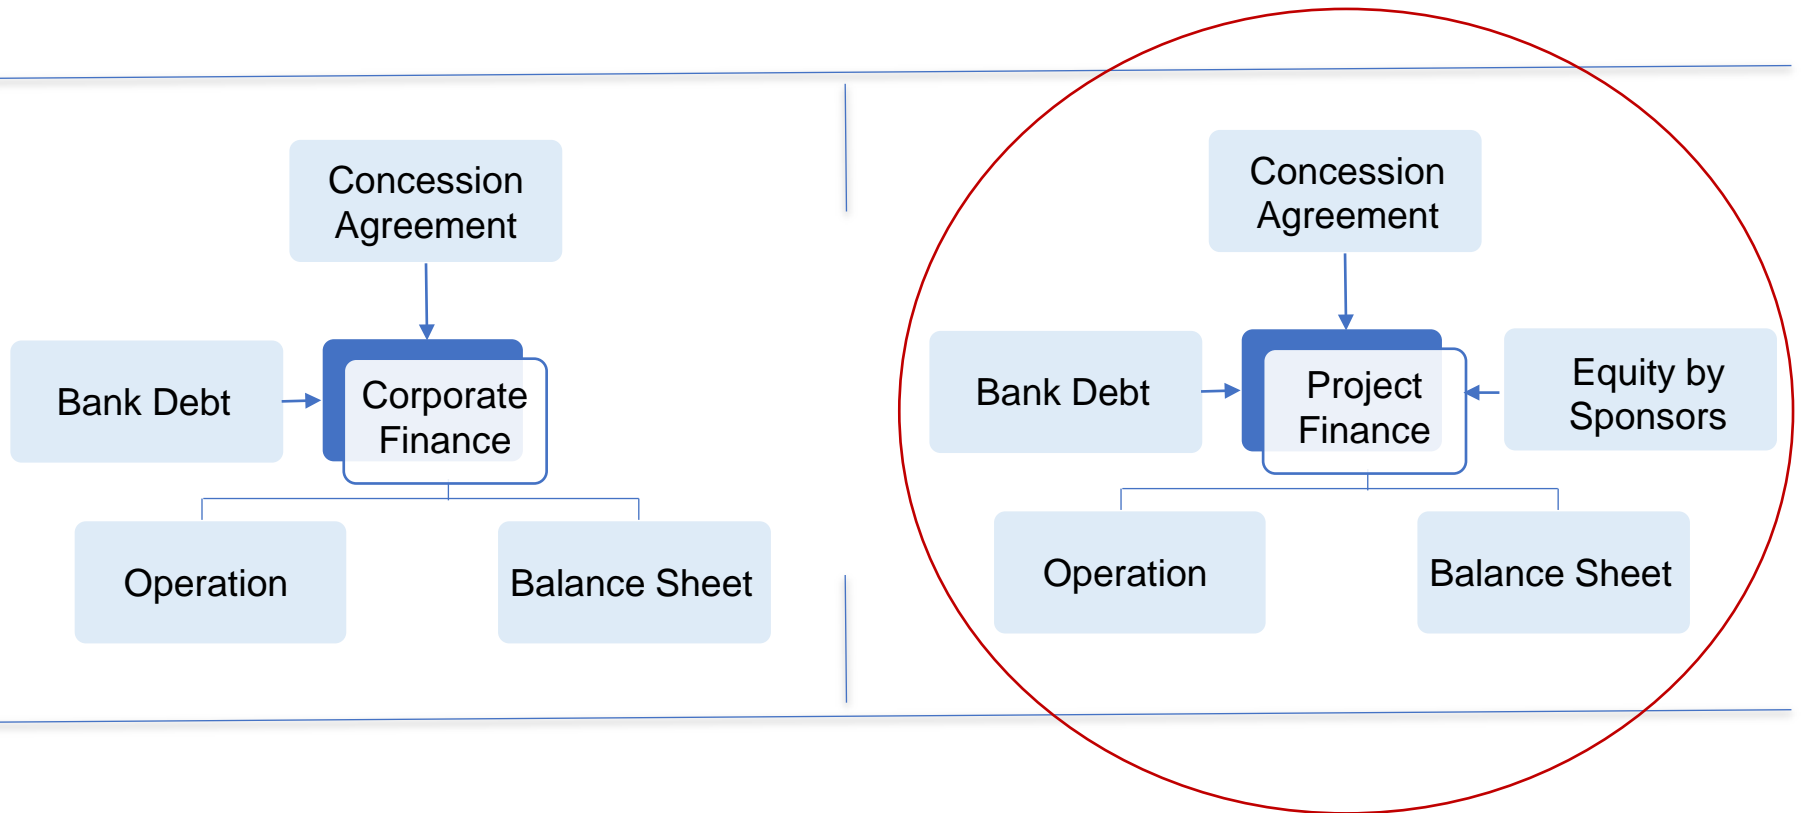 Concession
Agreement
Bank Debt
Corporate
Finance
Operation
Balance Sheet
Concession
Agreement
Bank Debt
Project
Finance
Equity by
Sponsors
Operation
Balance Sheet